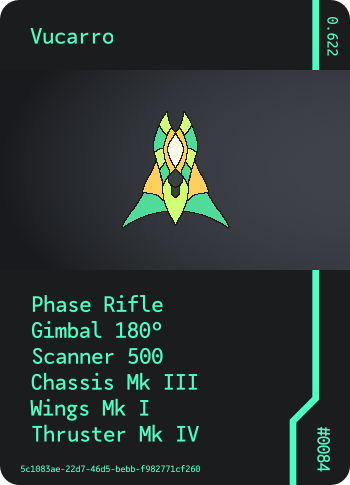 Vucarro
0.622
Phase Rifle
Gimbal 180º
Scanner 500
Chassis Mk III
Wings Mk I
Thruster Mk IV
#0084
5c1083ae-22d7-46d5-bebb-f982771cf260